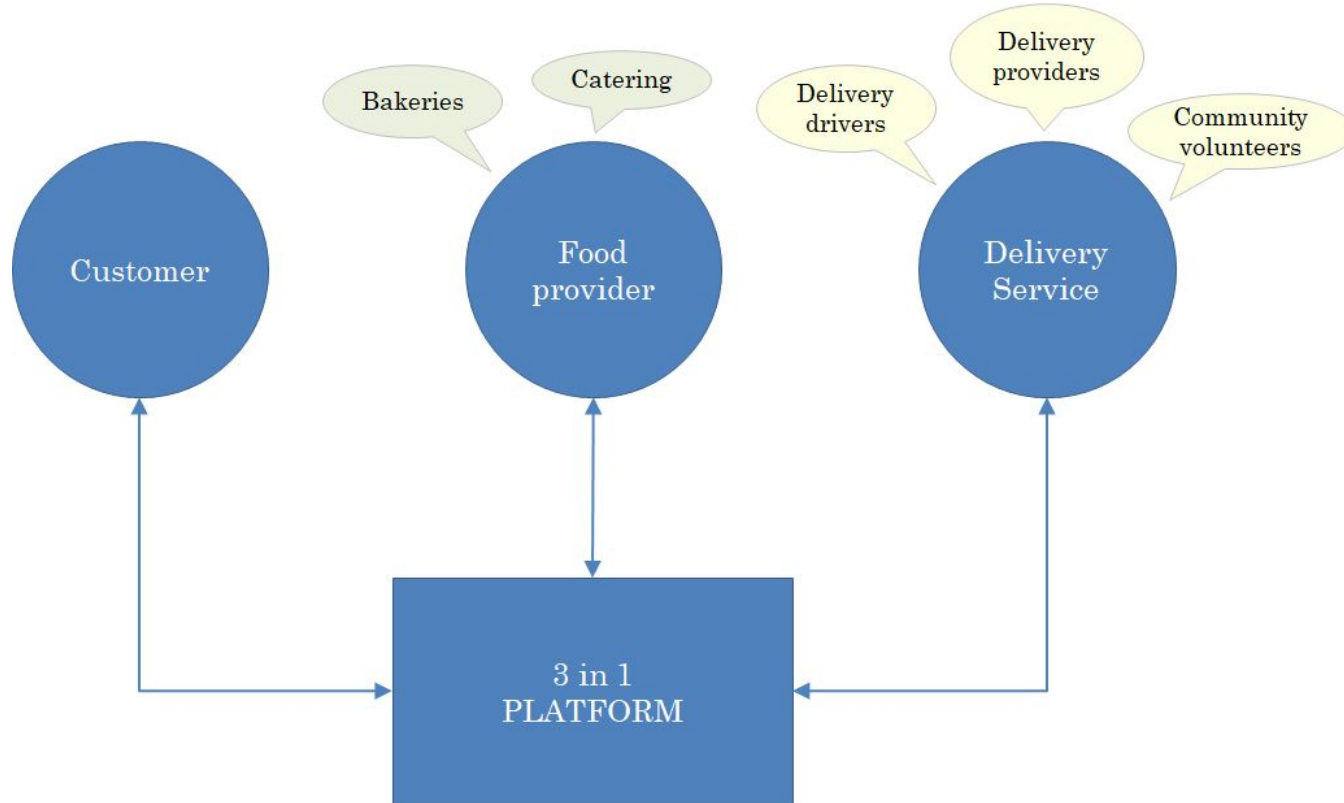 Bakeries
Catering
Delivery
drivers
Delivery
providers
Community
volunteers
Customer
Food
provider
Delivery
Service
3 in 1
PLATFORM